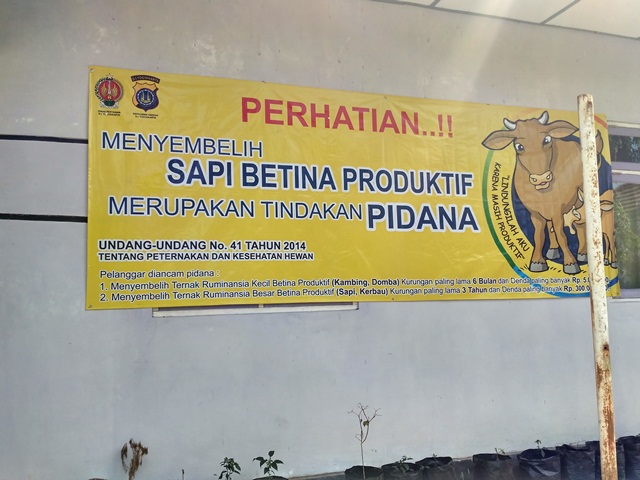 PERHATIAN..!!
MENYEMBELIH
SAPI BETINA PRODUKTIF
MERUPAKAN TINDAKAN PIDANA
"LINDUNGILAH AKU
KARENA MASIH PRODUKTIF"
UNDANG-UNDANG No. 41 TAHUN 2014
TENTANG PETERNAKAN DAN KESEHATAN HEWAN
Pelanggar diancam pidana :
1. Menyembelih Ternak Ruminansia Kecil Betina Produktif (Kambing, Domba) Kurungan paling lama 6 Bulan dan Denda paling banyak Rp. 5.0
2. Menyembelih Ternak Ruminansia Besar Betina Produktif (Sapi, Kerbau) Kurungan paling lama 3 Tahun dan Denda paling banyak Rp. 300.0